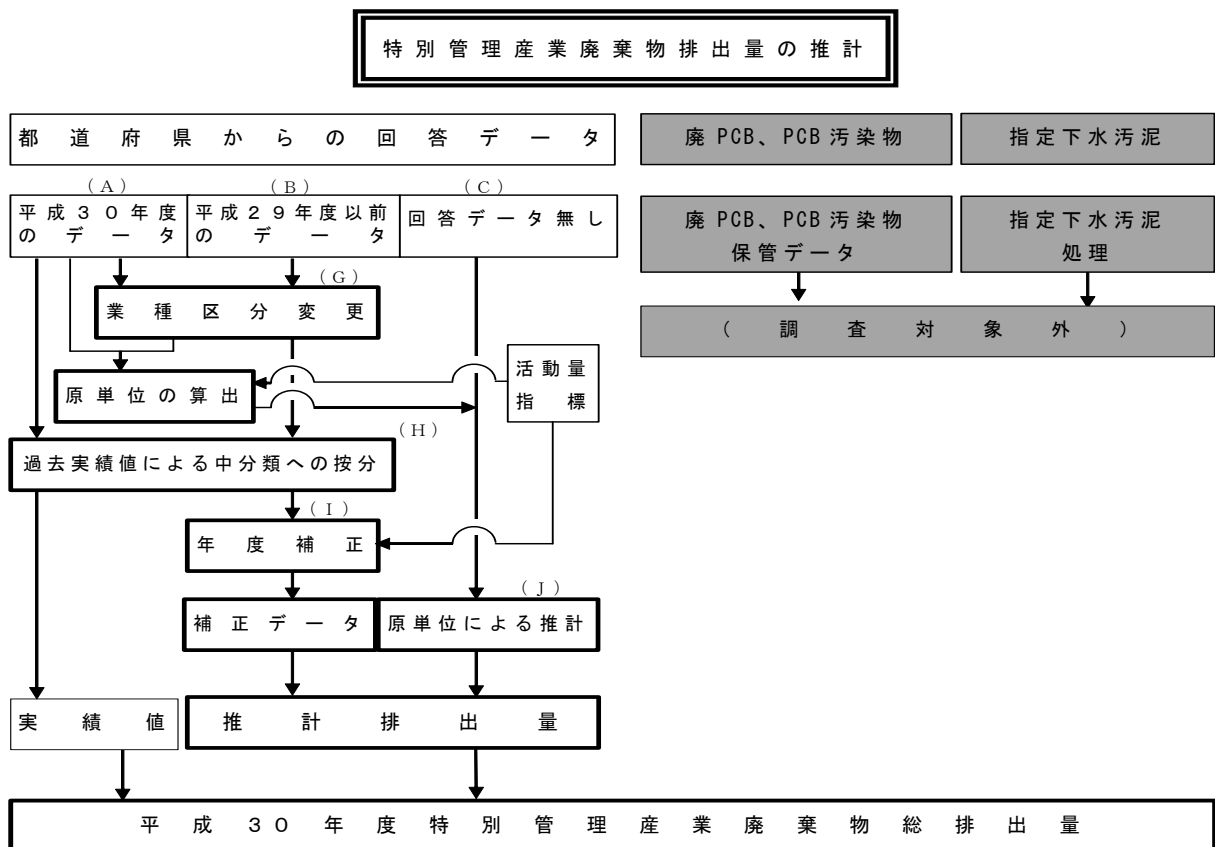 特別管理産業廃棄物排出量の推計
都道府県からの回答データ
廃PCB、PCB汚染物
指定下水汚泥
(A)
(B)
(C)
平成30年度
のデータ
平成29年度以前
のデータ
回答データ無し
廃PCB、PCB汚染物
保管データ
指定下水汚泥
処理
(G)
業種区分変更
(調査対象外)
原単位の算出
活動量
指標
(H)
過去実績値による中分類への按分
(I)
年度補正
(J)
補正データ
原単位による推計
実績値
推計排出量
平成30年度特別管理産業廃棄物総排出量